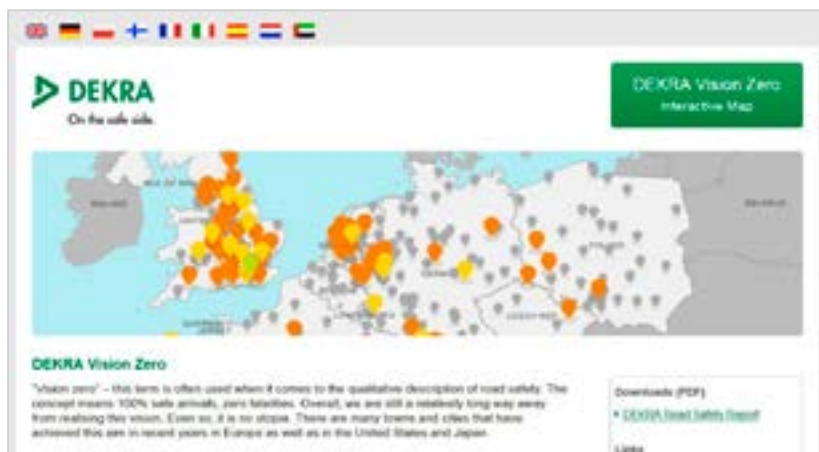 DEKRA
On the safe side.
DEKRA Vision Zero
Interactive Map
DEKRA Vision Zero
"Vision zero" – this term is often used when it comes to the qualitative description of road safety. The
concept means 100% safe arrivals, zero fatalities. Overall, we are still a relatively long way away
from realising this vision. Even so, it is no utopia. There are many towns and cities that have
achieved this aim in recent years in Europe as well as in the United States and Japan.
Downloads (PDF)
DEKRA Road Safety Report
Links